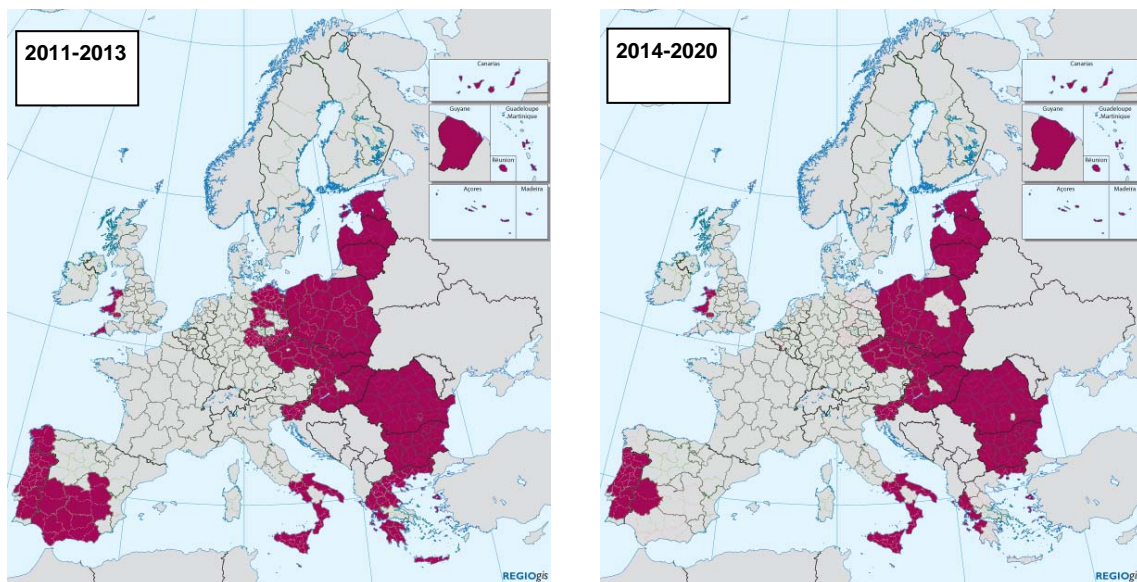 2011-2013
Canarias
Guyane
Guadeloupe
Martinique
Réunion
Açores
Madeira
REGIOgis
2014-2020
Canarias
Guyane
Guadeloupe
Martinique
Réunion
Açores
Madeira
REGIOgis